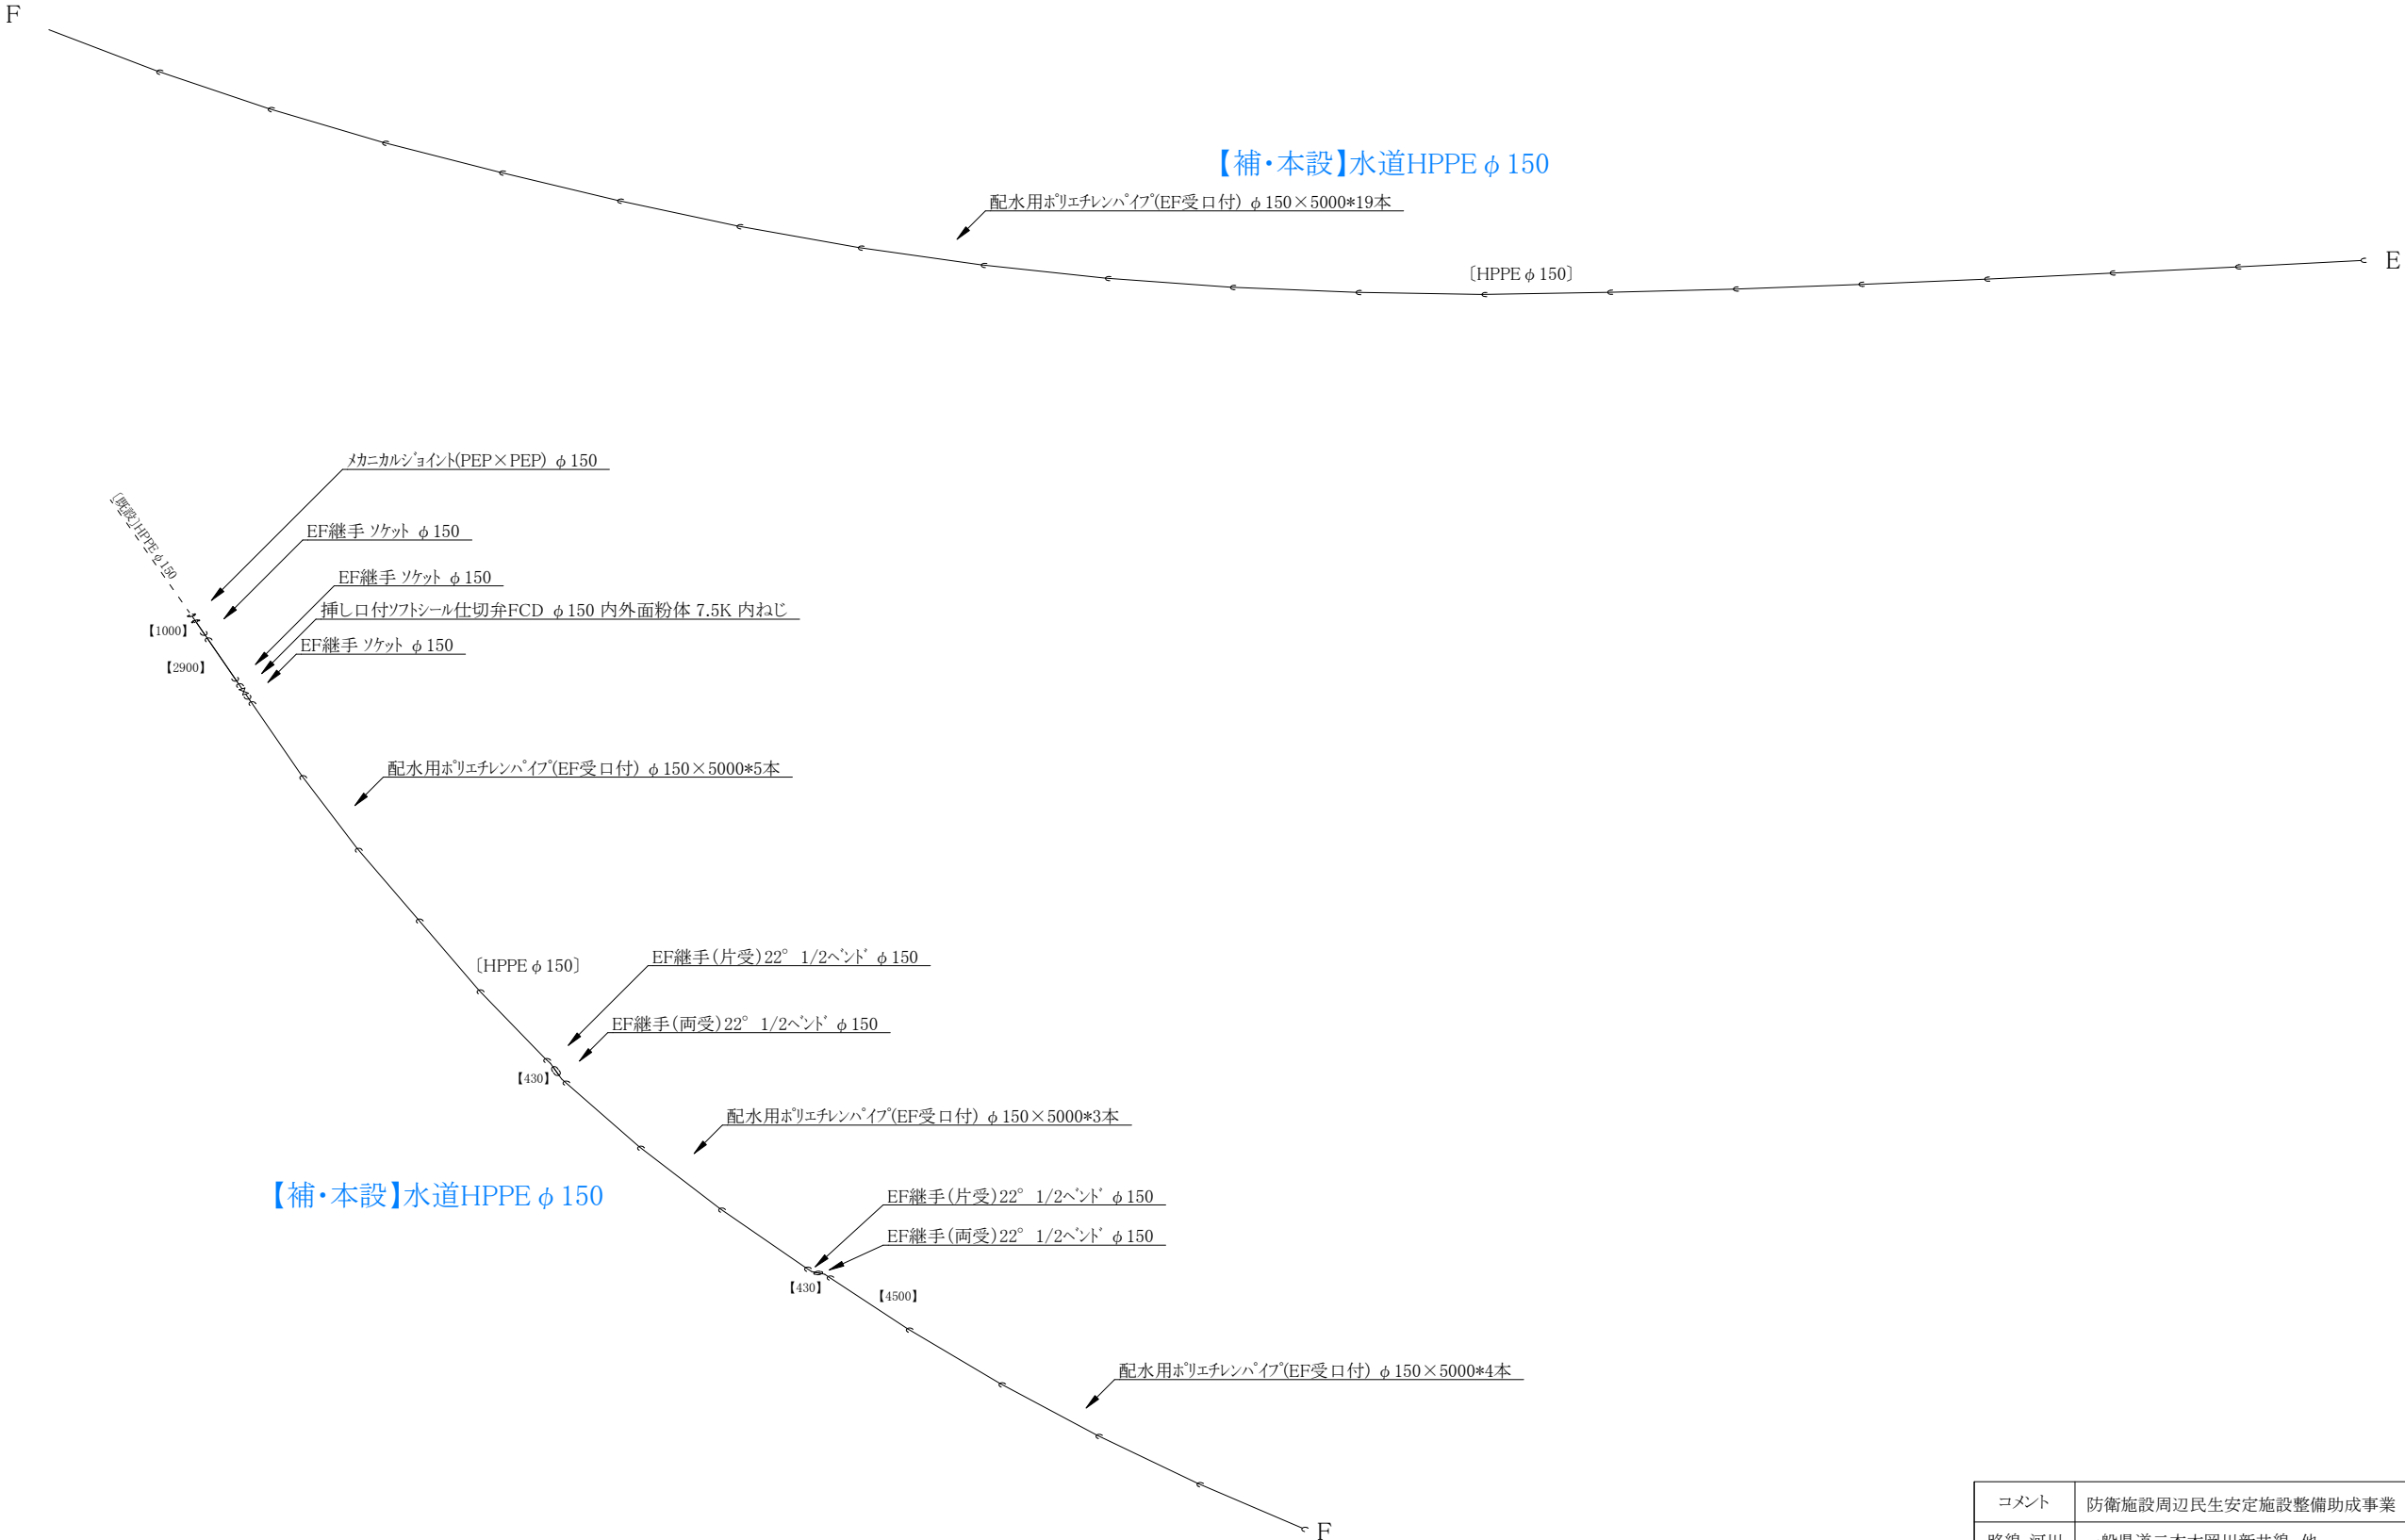 F
【補・本設】水道HPPEφ150
配水用ﾎﾟﾘｴﾁﾚﾝﾊﾟｲﾌﾟ(EF受口付) φ150×5000*19本
〔HPPEφ150〕
E
ﾒｶﾆｶﾙｼﾞｮｲﾝﾄ(PEP×PEP) φ150
〔既設〕HPPEφ150
EF継手 ｿｹｯﾄ φ150
EF継手 ｿｹｯﾄ φ150
挿し口付ｿﾌﾄｼｰﾙ仕切弁FCD φ150 内外面粉体 7.5K 内ねじ
【1000】
EF継手 ｿｹｯﾄ φ150
【2900】
配水用ﾎﾟﾘｴﾁﾚﾝﾊﾟｲﾌﾟ(EF受口付) φ150×5000*5本
EF継手(片受)22° 1/2ﾍﾞﾝﾄﾞ φ150
〔HPPEφ150〕
EF継手(両受)22° 1/2ﾍﾞﾝﾄﾞ φ150
【430】
配水用ﾎﾟﾘｴﾁﾚﾝﾊﾟｲﾌﾟ(EF受口付) φ150×5000*3本
【補・本設】水道HPPEφ150
EF継手(片受)22° 1/2ﾍﾞﾝﾄﾞ φ150
EF継手(両受)22° 1/2ﾍﾞﾝﾄﾞ φ150
【430】
【4500】
配水用ﾎﾟﾘｴﾁﾚﾝﾊﾟｲﾌﾟ(EF受口付) φ150×5000*4本
F
コメント 防衛施設周辺民生安定施設整備助成事業